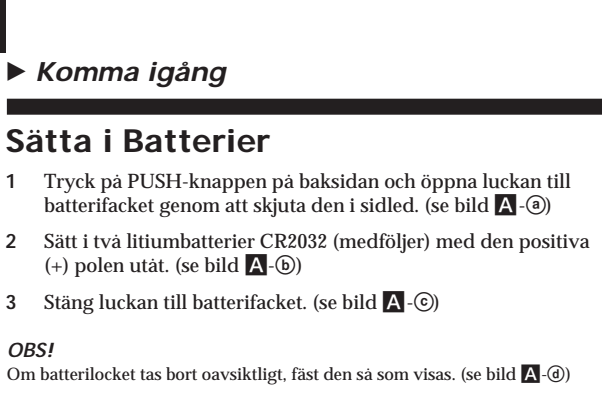 ▶ Komma igång
Sätta i Batterier
1 Tryck på PUSH-knappen på baksidan och öppna luckan till
batterifacket genom att skjuta den i sidled. (se bild A-ⓐ)
2 Sätt i två litiumbatterier CR2032 (medföljer) med den positiva
(+) polen utåt. (se bild A-ⓑ)
3 Stäng luckan till batterifacket. (se bild A-ⓒ)
OBS!
Om batterilocket tas bort oavsiktligt, fäst den så som visas. (se bild A-ⓓ)